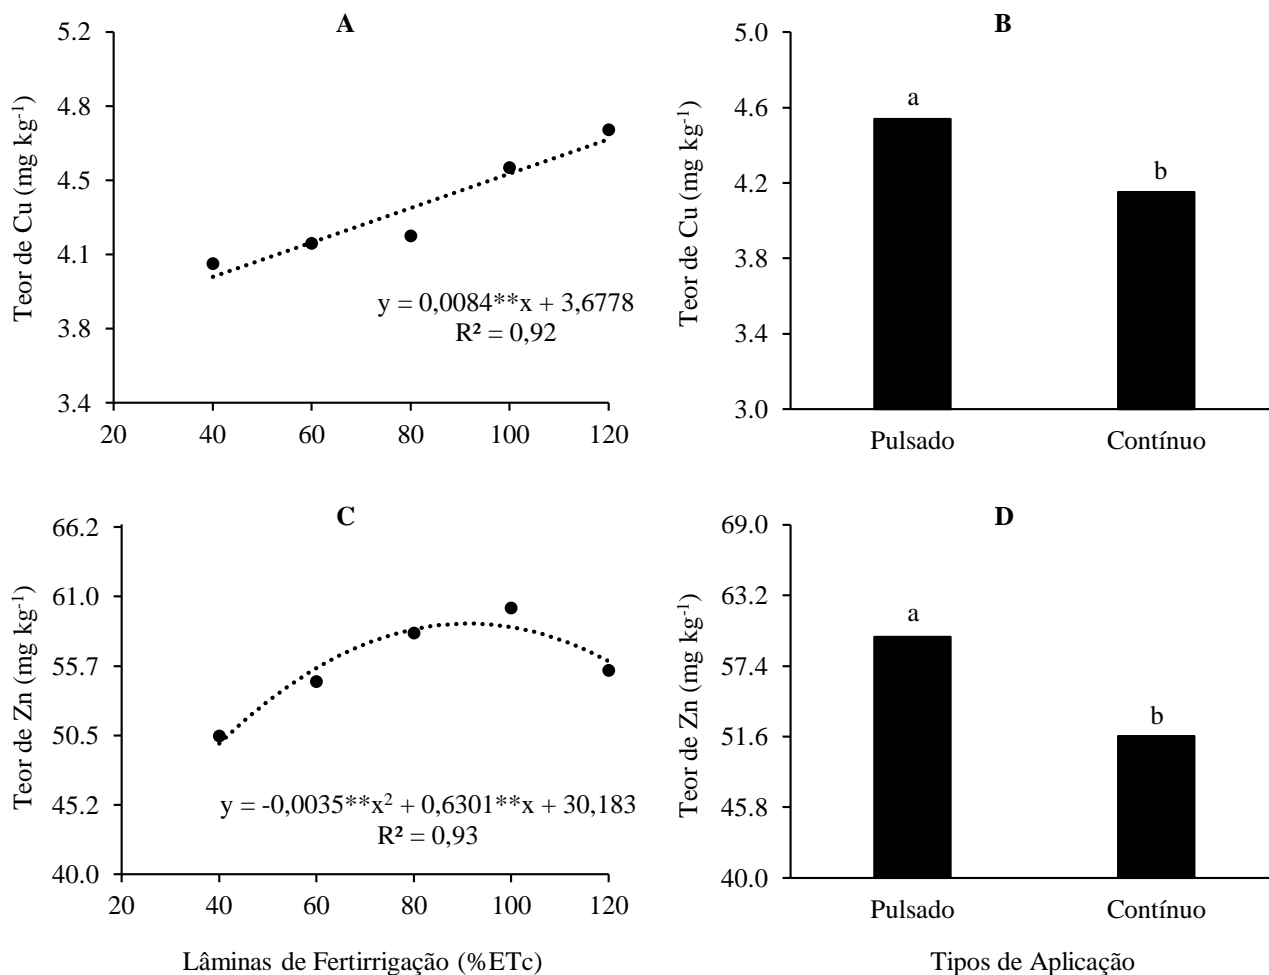 A
Teor de Cu (mg kg⁻¹)
5.2
4.8
4.5
4.1
3.8
3.4
y = 0,0084**x + 3,6778
R² = 0,92
20 40 60 80 100 120
B
Teor de Cu (mg kg⁻¹)
5.0
4.6
4.2
3.8
3.4
3.0
a
b
Pulsado Contínuo
C
Teor de Zn (mg kg⁻¹)
66.2
61.0
55.7
50.5
45.2
40.0
y = -0,0035**x² + 0,6301**x + 30,183
R² = 0,93
20 40 60 80 100 120
Lâminas de Fertirrigação (%ETc)
D
Teor de Zn (mg kg⁻¹)
69.0
63.2
57.4
51.6
45.8
40.0
a
b
Pulsado Contínuo
Tipos de Aplicação